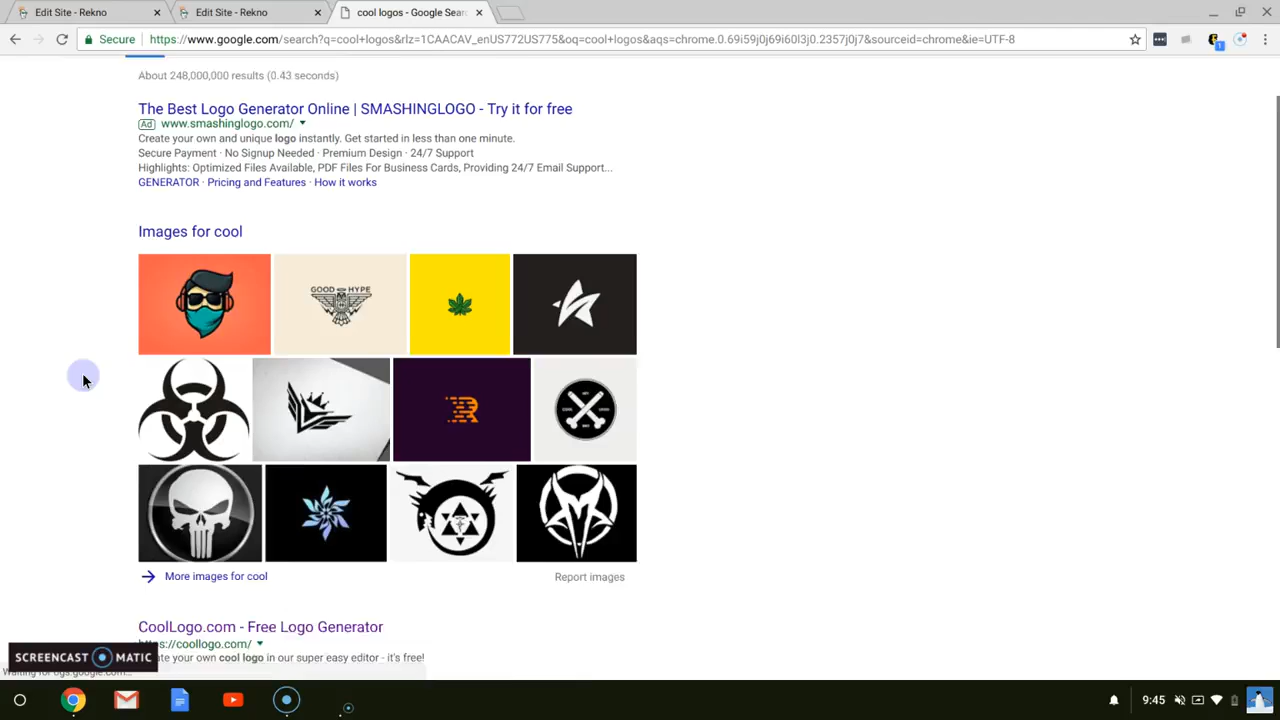 Edit Site - Rekno
Edit Site - Rekno
cool logos - Google Sear
Secure
https://www.google.com/search?q=cool+logos&rlz=1CAACAV_enUS772US775&oq=cool+logos&aqs=chrome.0.69i59j0j69i60l3j0.2357j0j7&sourceid=chrome&ie=UTF-8
1
About 248,000,000 results (0.43 seconds)
The Best Logo Generator Online | SMASHINGLOGO - Try it for free
Ad www.smashinglogo.com/
Create your own and unique logo instantly. Get started in less than one minute.
Secure Payment · No Signup Needed · Premium Design · 24/7 Support
Highlights: Optimized Files Available, PDF Files For Business Cards, Providing 24/7 Email Support...
GENERATOR · Pricing and Features · How it works
Images for cool
GOOD HYPE
R
More images for cool
Report images
CoolLogo.com - Free Logo Generator
https://coollogo.com/
ate your own cool logo in our super easy editor - it's free!
SCREENCAST MATIC
Waiting for ogs.google.com...
9:45